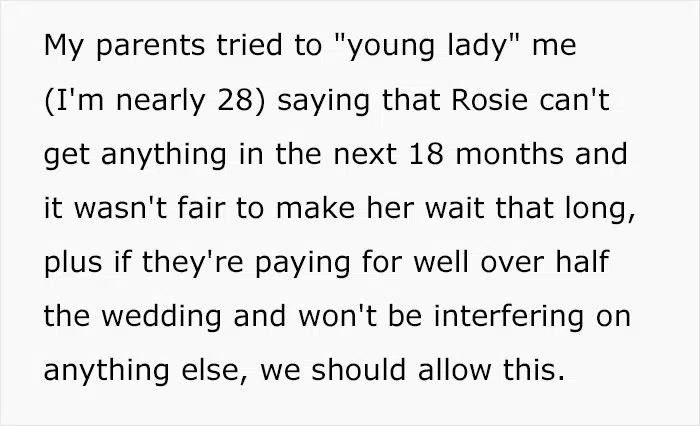 My parents tried to "young lady" me
(I'm nearly 28) saying that Rosie can't
get anything in the next 18 months and
it wasn't fair to make her wait that long,
plus if they're paying for well over half
the wedding and won't be interfering on
anything else, we should allow this.